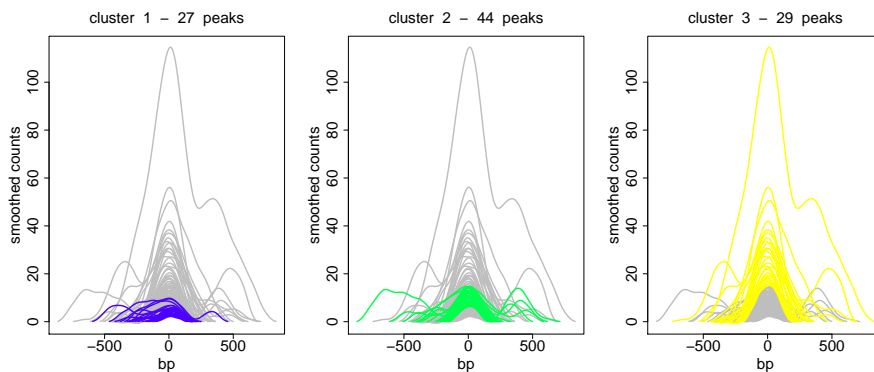 cluster 1 − 27 peaks
smoothed counts
0 20 40 60 80 100
−500 0 500
bp
cluster 2 − 44 peaks
smoothed counts
0 20 40 60 80 100
−500 0 500
bp
cluster 3 − 29 peaks
smoothed counts
0 20 40 60 80 100
−500 0 500
bp